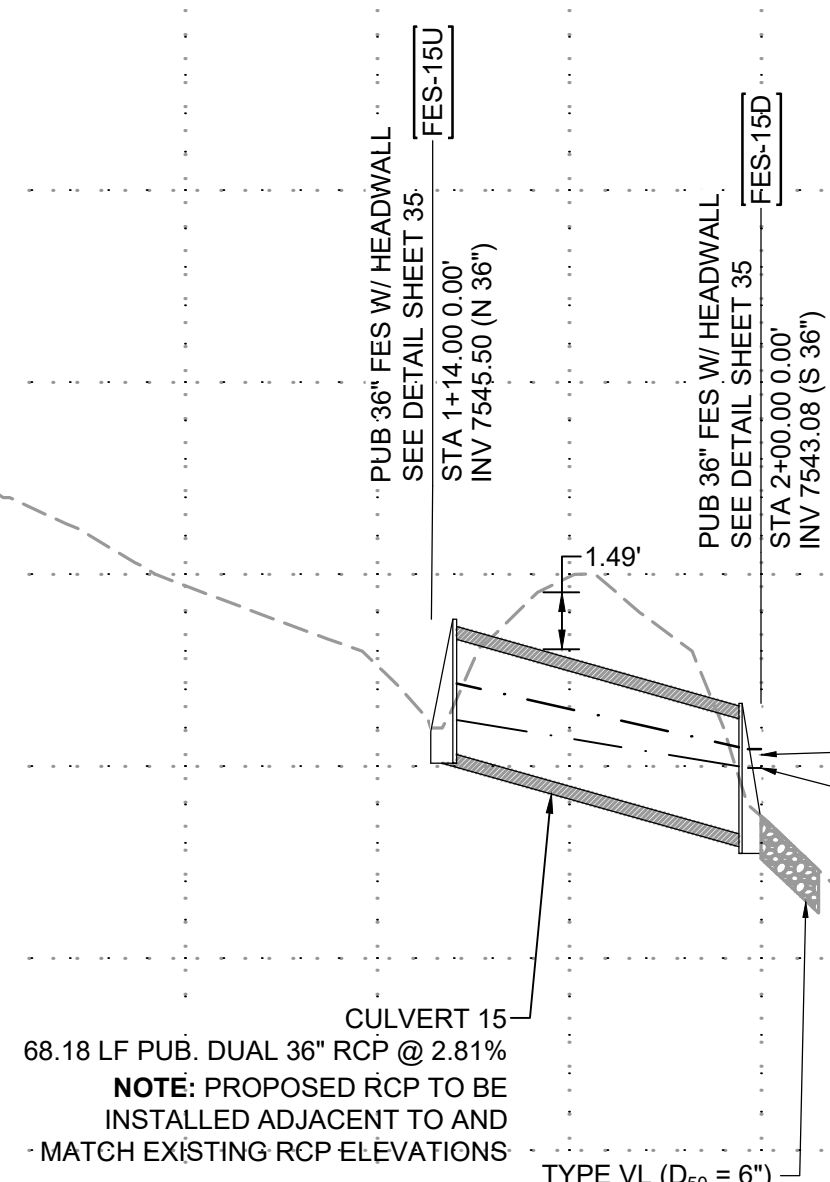 FES-15U
PUB 36" FES W/ HEADWALL
SEE DETAIL SHEET 35
STA 1+14.00 0.00'
INV 7545.50 (N 36")
FES-15D
PUB 36" FES W/ HEADWALL
SEE DETAIL SHEET 35
STA 2+00.00 0.00'
INV 7543.08 (S 36")
1.49'
CULVERT 15
68.18 LF PUB. DUAL 36" RCP @ 2.81%
NOTE: PROPOSED RCP TO BE
INSTALLED ADJACENT TO AND
MATCH EXISTING RCP ELEVATIONS
TYPE VL (D₅₀ = 6")